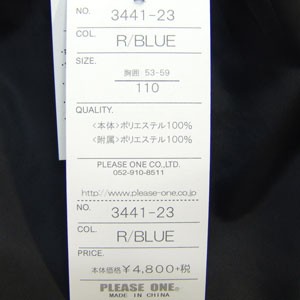 NO. 3441-23
COL. R/BLUE
SIZE.
胸囲 53-59
110
QUALITY.
<本体>ポリエステル100%
<附属>ポリエステル100%
PLEASE ONE CO.,LTD.
052-910-8511
http://www.please-one.co.jp
NO. 3441-23
COL. R/BLUE
PRICE.
本体価格 ¥4,800+税
PLEASE ONE.
MADE IN CHINA